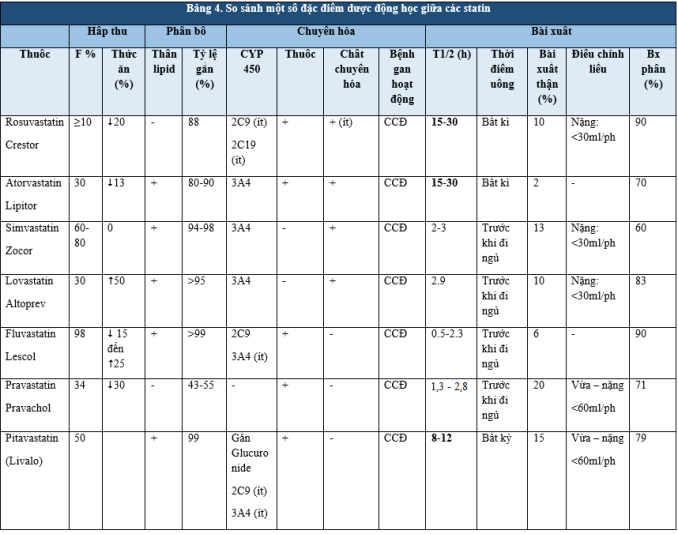 Bảng 4. So sánh một số đặc điểm dược động học giữa các statin
Hấp thu Phân bố Chuyển hóa Bài xuất
Thuốc F % Thức ăn (%) Thân lipid Tỷ lệ gắn (%) CYP 450 Thuốc Chất chuyển hóa Bệnh gan hoạt động T1/2 (h) Thời điểm uống Bài xuất thận (%) Điều chỉnh liều Bx phân (%)
Rosuvastatin Crestor ≥10 ↓20 - 88 2C9 (ít) 2C19 (ít) + + (ít) CCĐ 15-30 Bất kì 10 Nặng: <30ml/ph 90
Atorvastatin Lipitor 30 ↓13 + 80-90 3A4 + + CCĐ 15-30 Bất kì 2 - 70
Simvastatin Zocor 60-80 0 + 94-98 3A4 - + CCĐ 2-3 Trước khi đi ngủ 13 Nặng: <30ml/ph 60
Lovastatin Altoprev 30 ↑50 + >95 3A4 - + CCĐ 2.9 Trước khi đi ngủ 10 Nặng: <30ml/ph 83
Fluvastatin Lescol 98 ↓ 15 đến ↑25 + >99 2C9 3A4 (ít) + - CCĐ 0.5-2.3 Trước khi đi ngủ 6 - 90
Pravastatin Pravachol 34 ↓30 - 43-55 - + - CCĐ 1,3 - 2,8 Trước khi đi ngủ 20 Vừa – nặng <60ml/ph 71
Pitavastatin (Livalo) 50 + 99 Gắn Glucuronide 2C9 (ít) 3A4 (ít) + - CCĐ 8-12 Bất kỳ 15 Vừa – nặng <60ml/ph 79